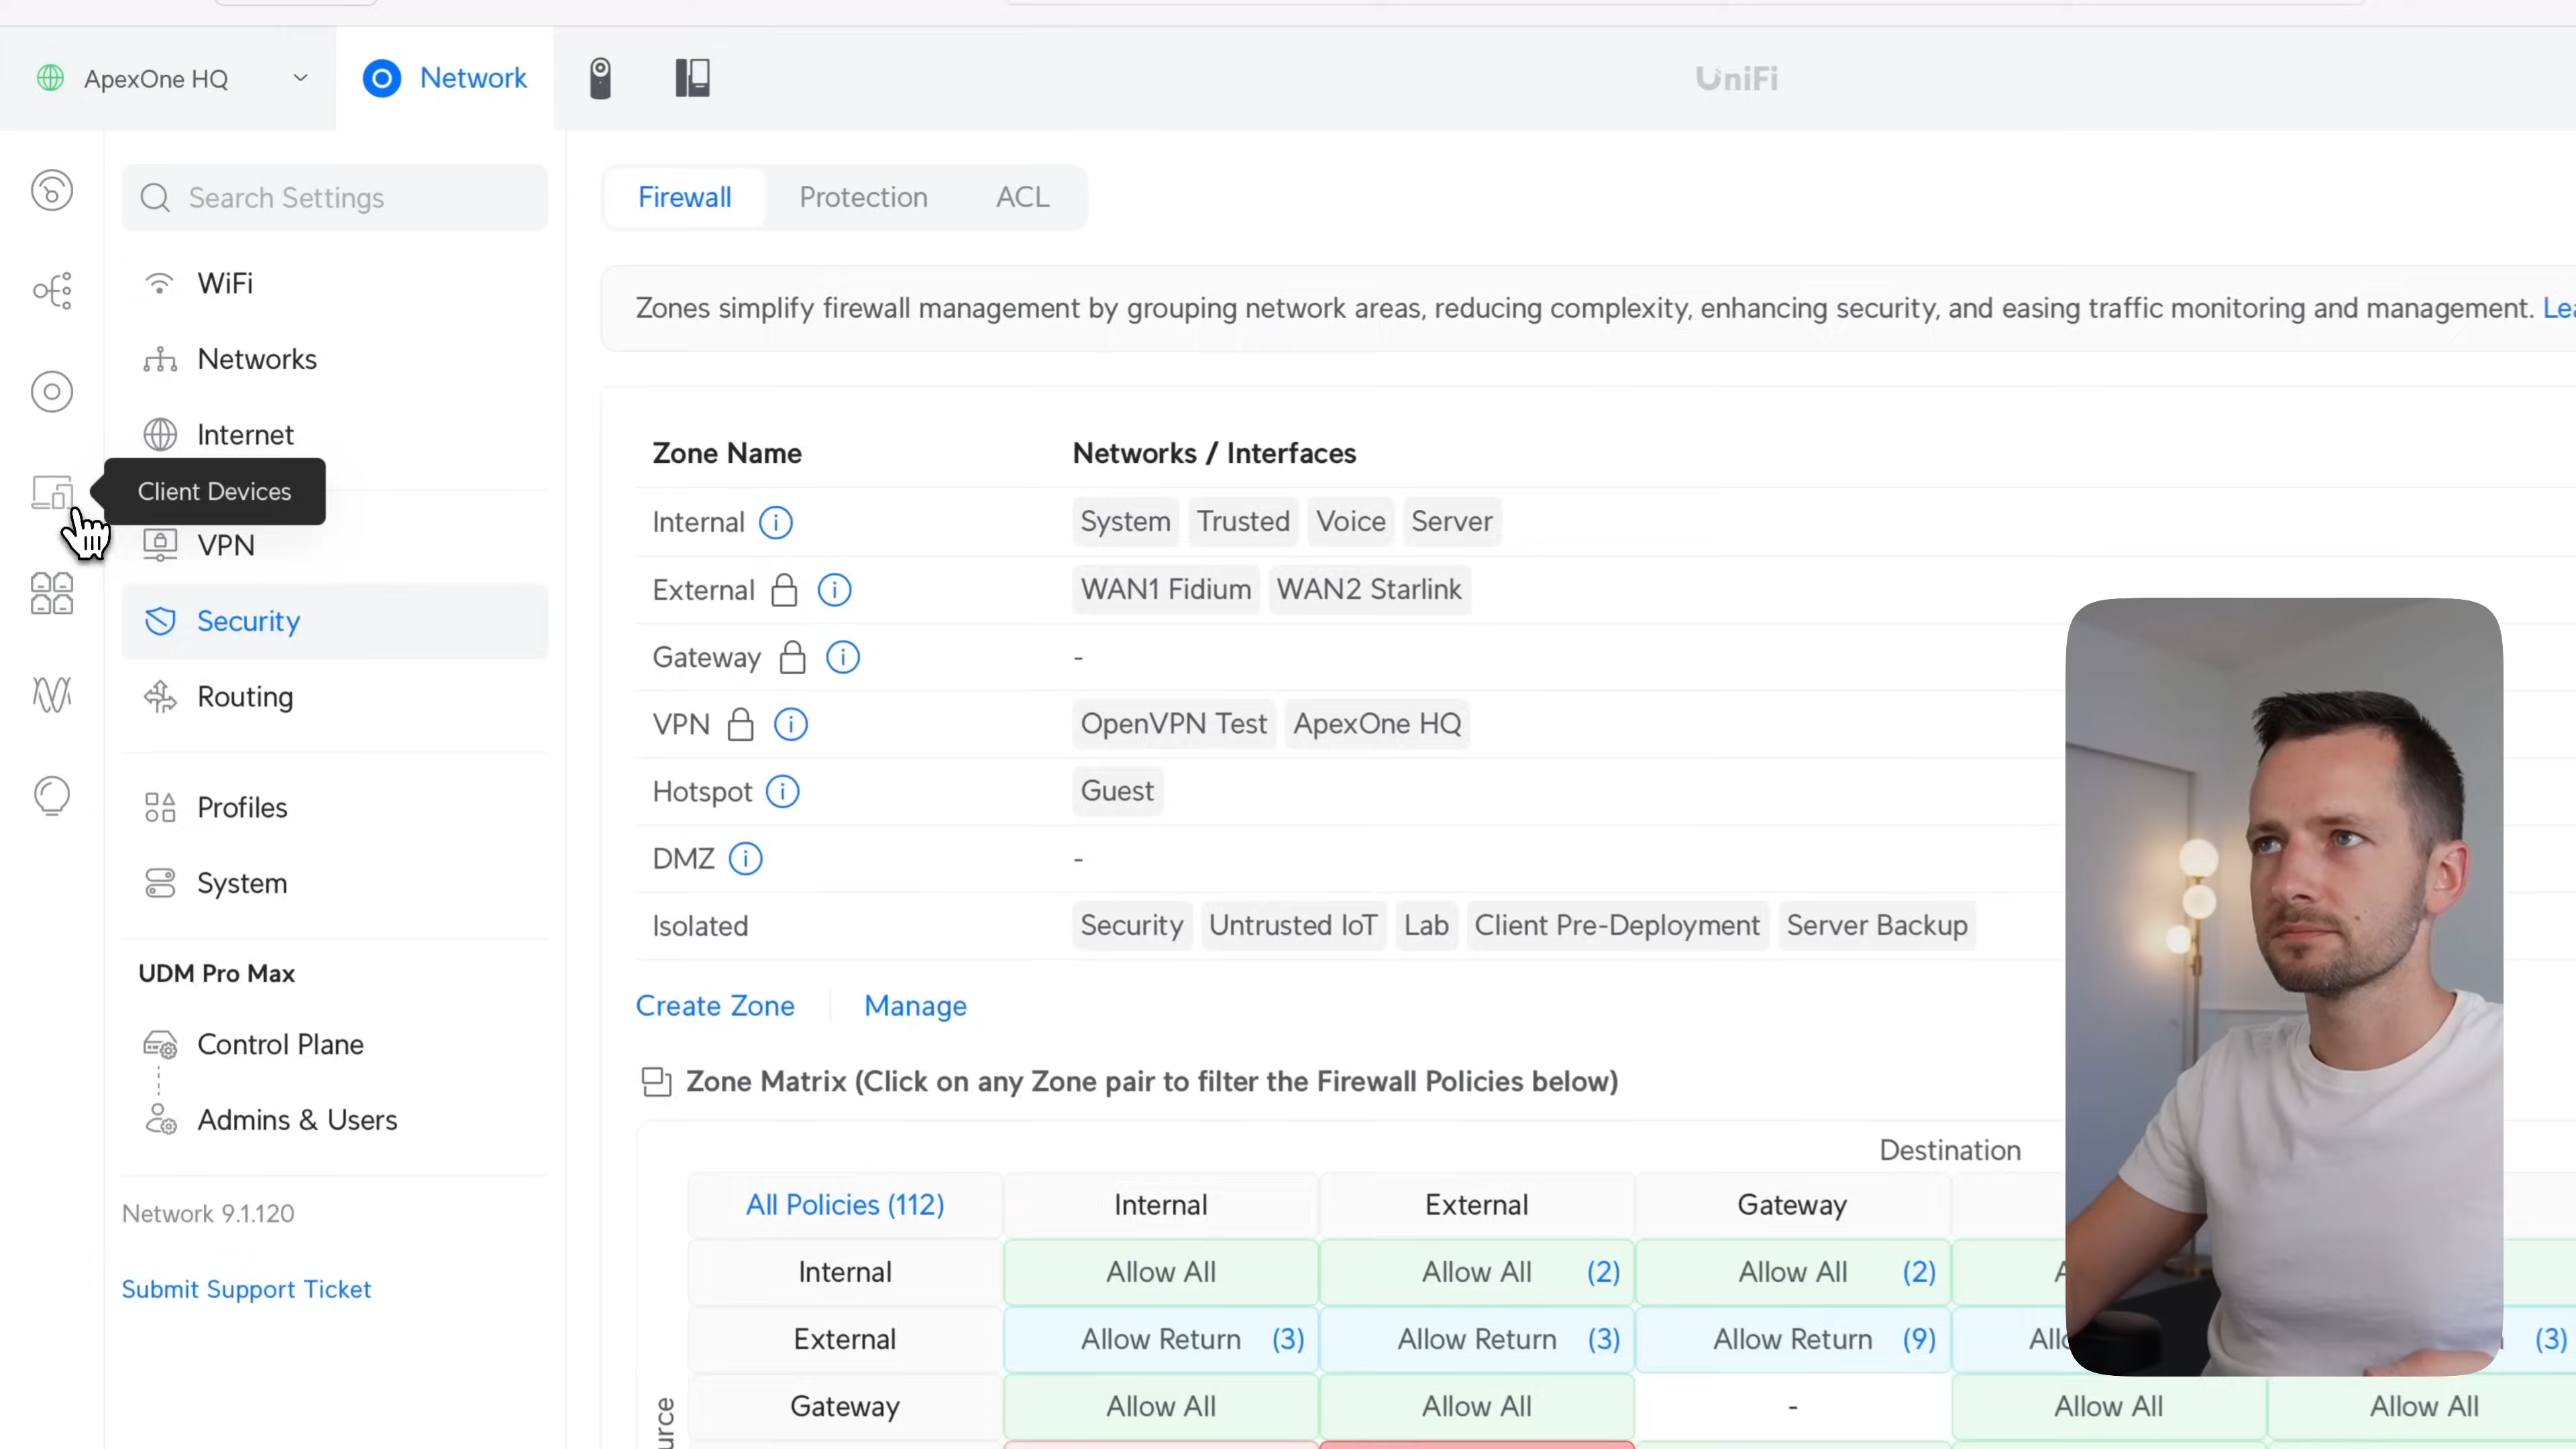 ApexOne HQ
Network
UniFi
Search Settings
WiFi
Networks
Internet
Client Devices
VPN
Security
Routing
Profiles
System
UDM Pro Max
Control Plane
Admins & Users
Network 9.1.120
Submit Support Ticket
Firewall Protection ACL
Zones simplify firewall management by grouping network areas, reducing complexity, enhancing security, and easing traffic monitoring and management.
Zone Name Networks / Interfaces
Internal System Trusted Voice Server
External WAN1 Fidium WAN2 Starlink
Gateway -
VPN OpenVPN Test ApexOne HQ
Hotspot Guest
DMZ -
Isolated Security Untrusted IoT Lab Client Pre-Deployment Server Backup
Create Zone Manage
Zone Matrix (Click on any Zone pair to filter the Firewall Policies below)
Destination
All Policies (112) Internal External Gateway
Internal Allow All Allow All (2) Allow All (2)
External Allow Return (3) Allow Return (3) Allow Return (9) (3)
Gateway Allow All Allow All - Allow All Allow All